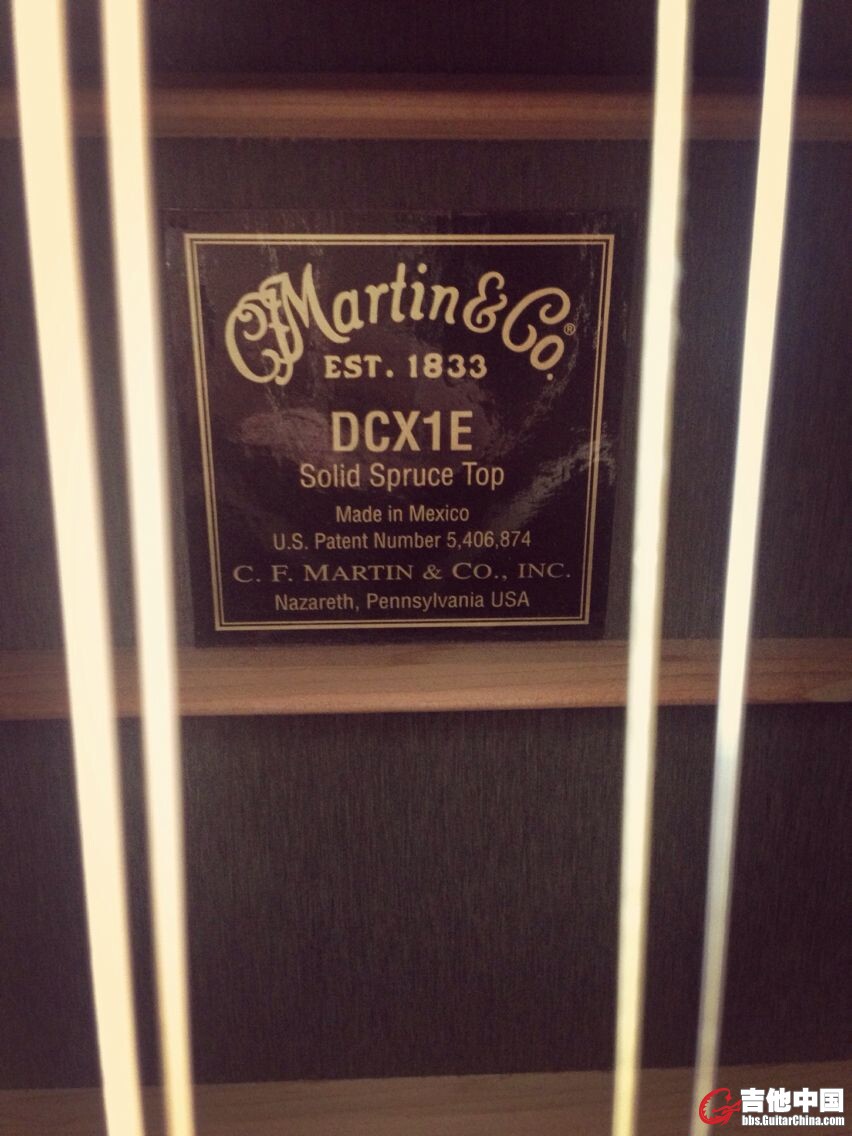 C.F. Martin & Co.®
EST. 1833
DCX1E
Solid Spruce Top
Made in Mexico
U.S. Patent Number 5,406,874
C. F. MARTIN & CO., INC.
Nazareth, Pennsylvania USA
吉他中国
bbs.GuitarChina.com